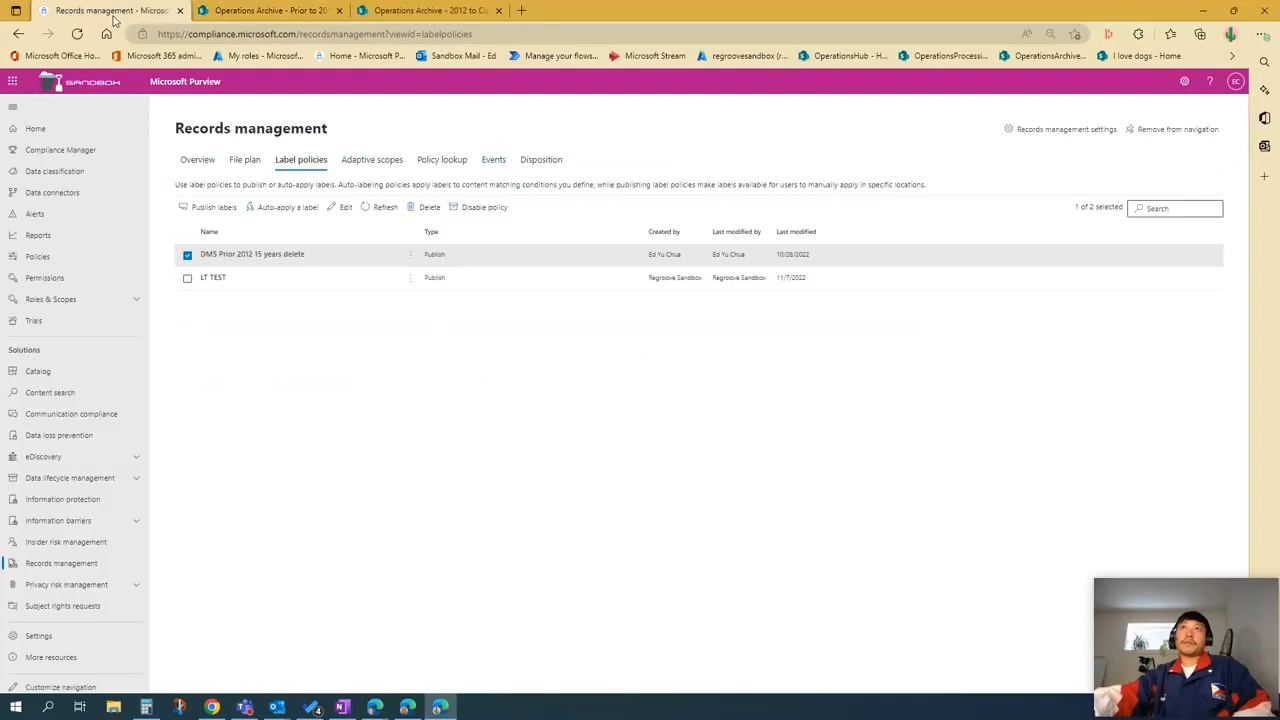 Records management - Microso
Operations Archive - Prior to 20
Operations Archive - 2012 to Cu
https://compliance.microsoft.com/recordsmanagement?viewid=labelpolicies
Microsoft Office Ho...
Microsoft 365 admi...
My roles - Microsof...
Home - Microsoft P...
Sandbox Mail - Ed
Manage your flows...
Microsoft Stream
regroovesandbox (r...
OperationsHub - H...
OperationsProcesse...
OperationsArchive...
I love dogs - Home
SANDBOX
Microsoft Purview
EC
Records management
Records management settings
Remove from navigation
Overview
File plan
Label policies
Adaptive scopes
Policy lookup
Events
Disposition
Use label policies to publish or auto-apply labels. Auto-labeling policies apply labels to content matching conditions you define, while publishing label policies make labels available for users to manually apply in specific locations.
Publish labels
Auto-apply a label
Edit
Refresh
Delete
Disable policy
1 of 2 selected
Search
Name
Type
Created by
Last modified by
Last modified
DMS Prior 2012 15 years delete
Publish
Ed Yu Chua
Ed Yu Chua
10/28/2022
LT TEST
Publish
Regroove Sandbox
Regroove Sandbox
11/7/2022
Home
Compliance Manager
Data classification
Data connectors
Alerts
Reports
Policies
Permissions
Roles & Scopes
Trials
Solutions
Catalog
Content search
Communication compliance
Data loss prevention
eDiscovery
Data lifecycle management
Information protection
Information barriers
Insider risk management
Records management
Privacy risk management
Subject rights requests
Settings
More resources
Customize navigation